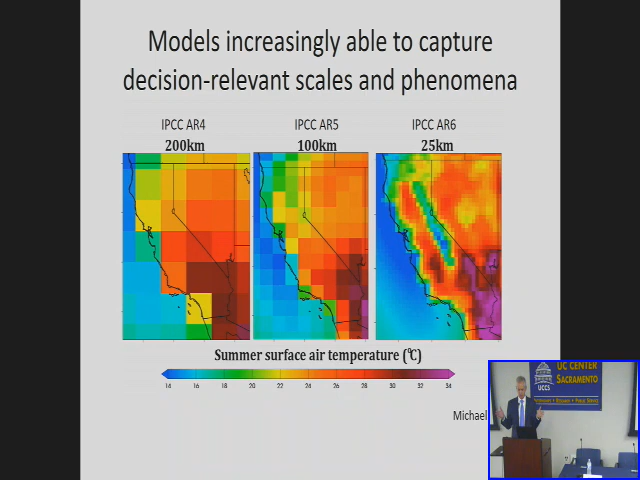 Models increasingly able to capture
decision-relevant scales and phenomena
IPCC AR4
200km
IPCC AR5
100km
IPCC AR6
25km
Summer surface air temperature (°C)
14 16 18 20 22 24 26 28 30 32 34
Michael
UC CENTER
SACRAMENTO
UCCS